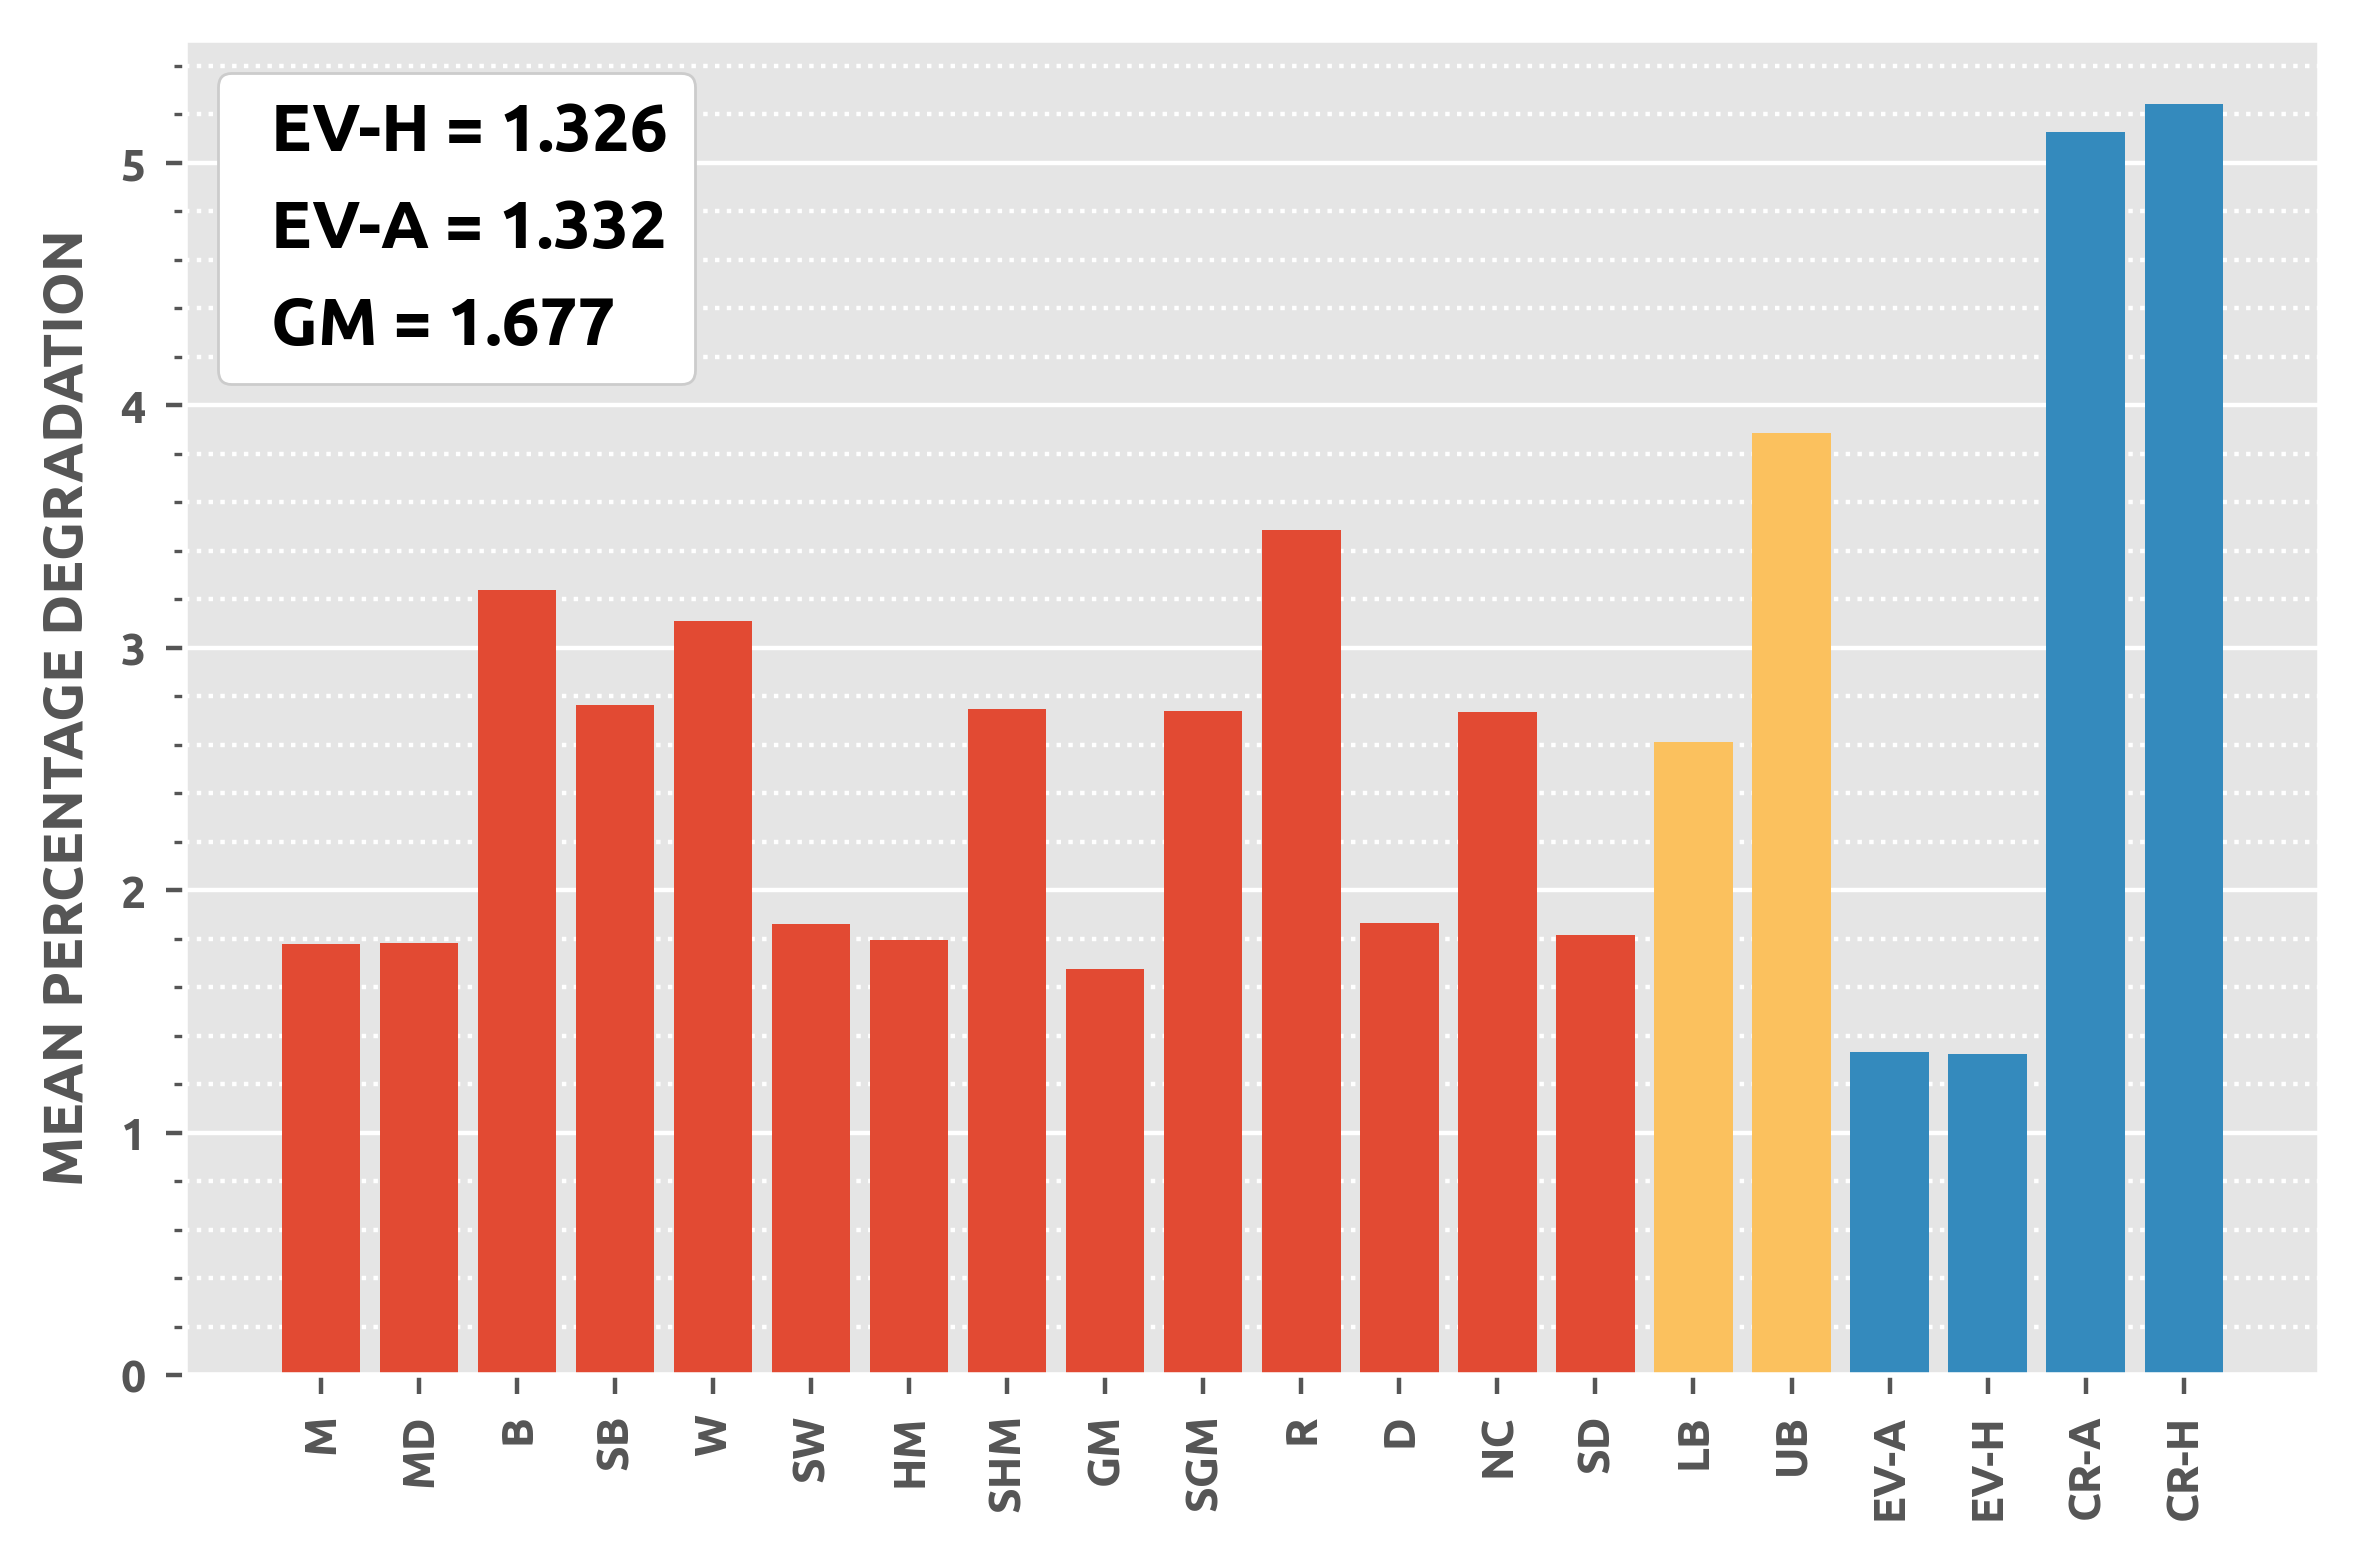 EV-H = 1.326
EV-A = 1.332
GM = 1.677
MEAN PERCENTAGE DEGRADATION
5
4
3
2
1
0
M
MD
B
SB
W
SW
HM
SHM
GM
SGM
R
D
NC
SD
LB
UB
EV-A
EV-H
CR-A
CR-H